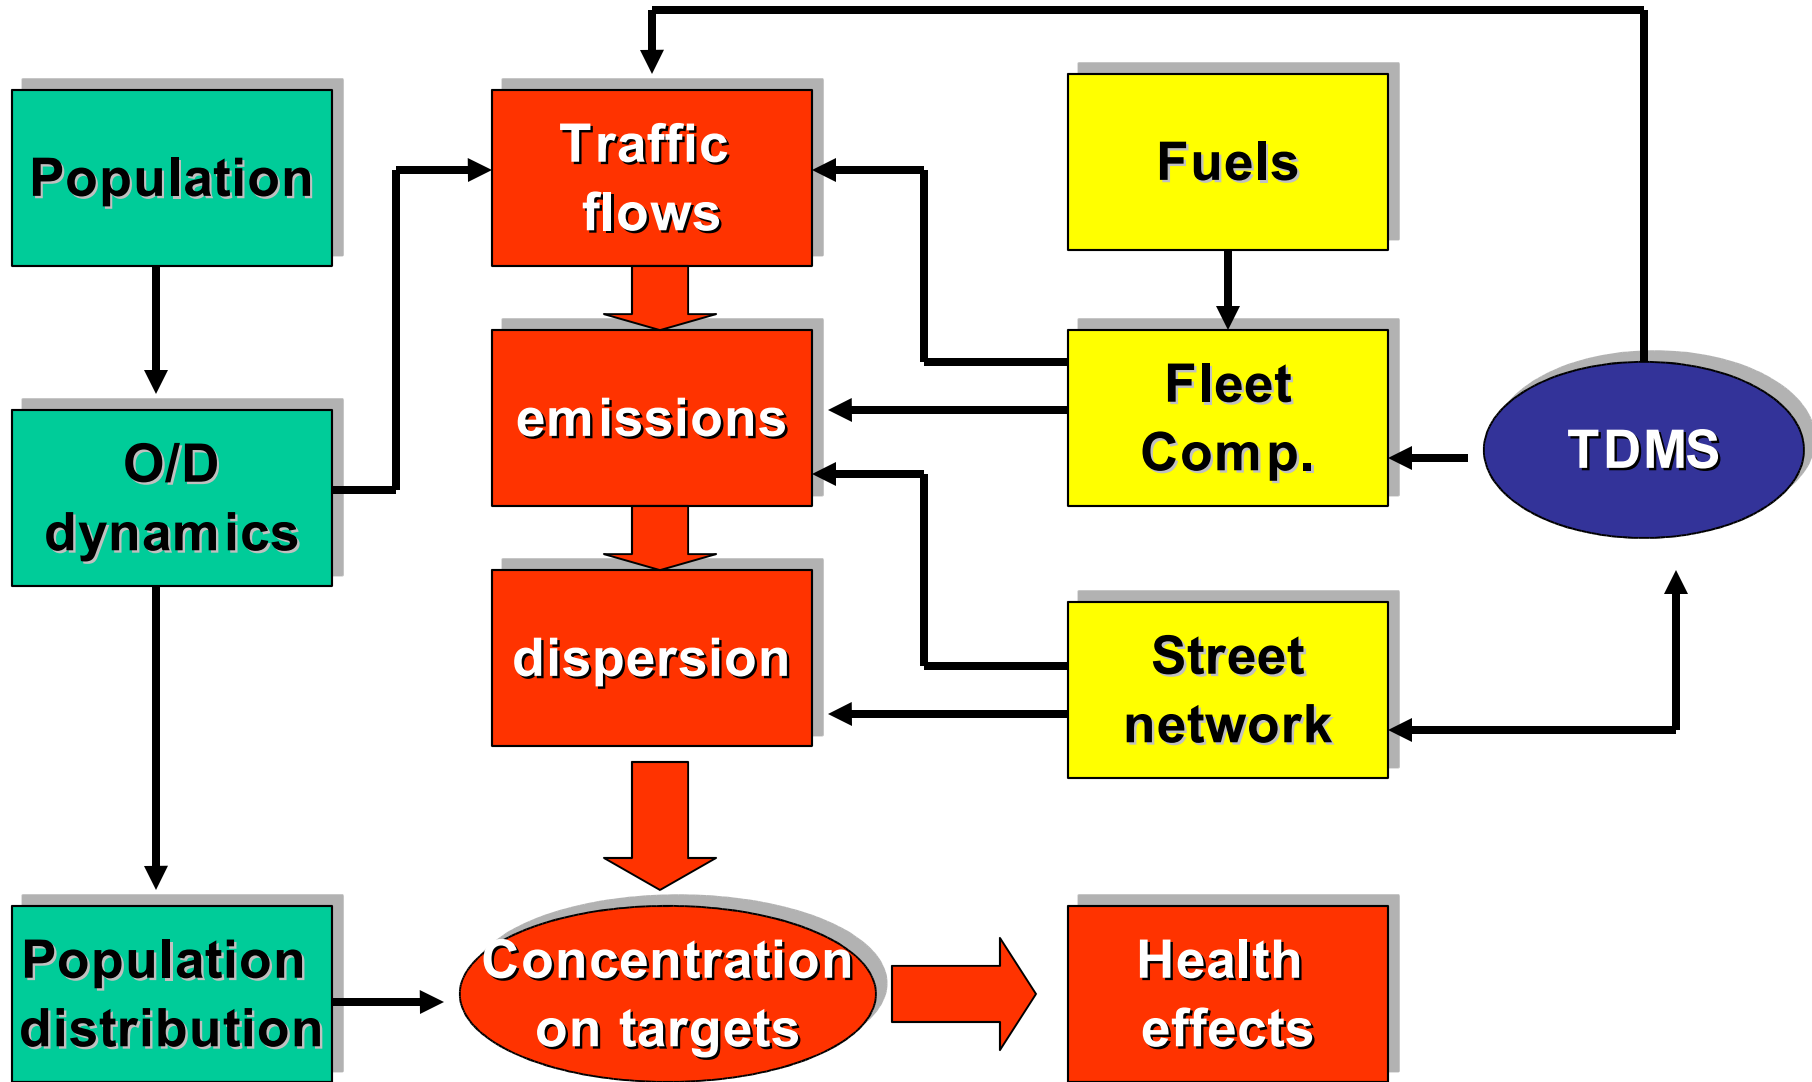 Population
Traffic
flows
Fuels
O/D
dynamics
emissions
Fleet
Comp.
TDMS
dispersion
Street
network
Population
distribution
Concentration
on targets
Health
effects